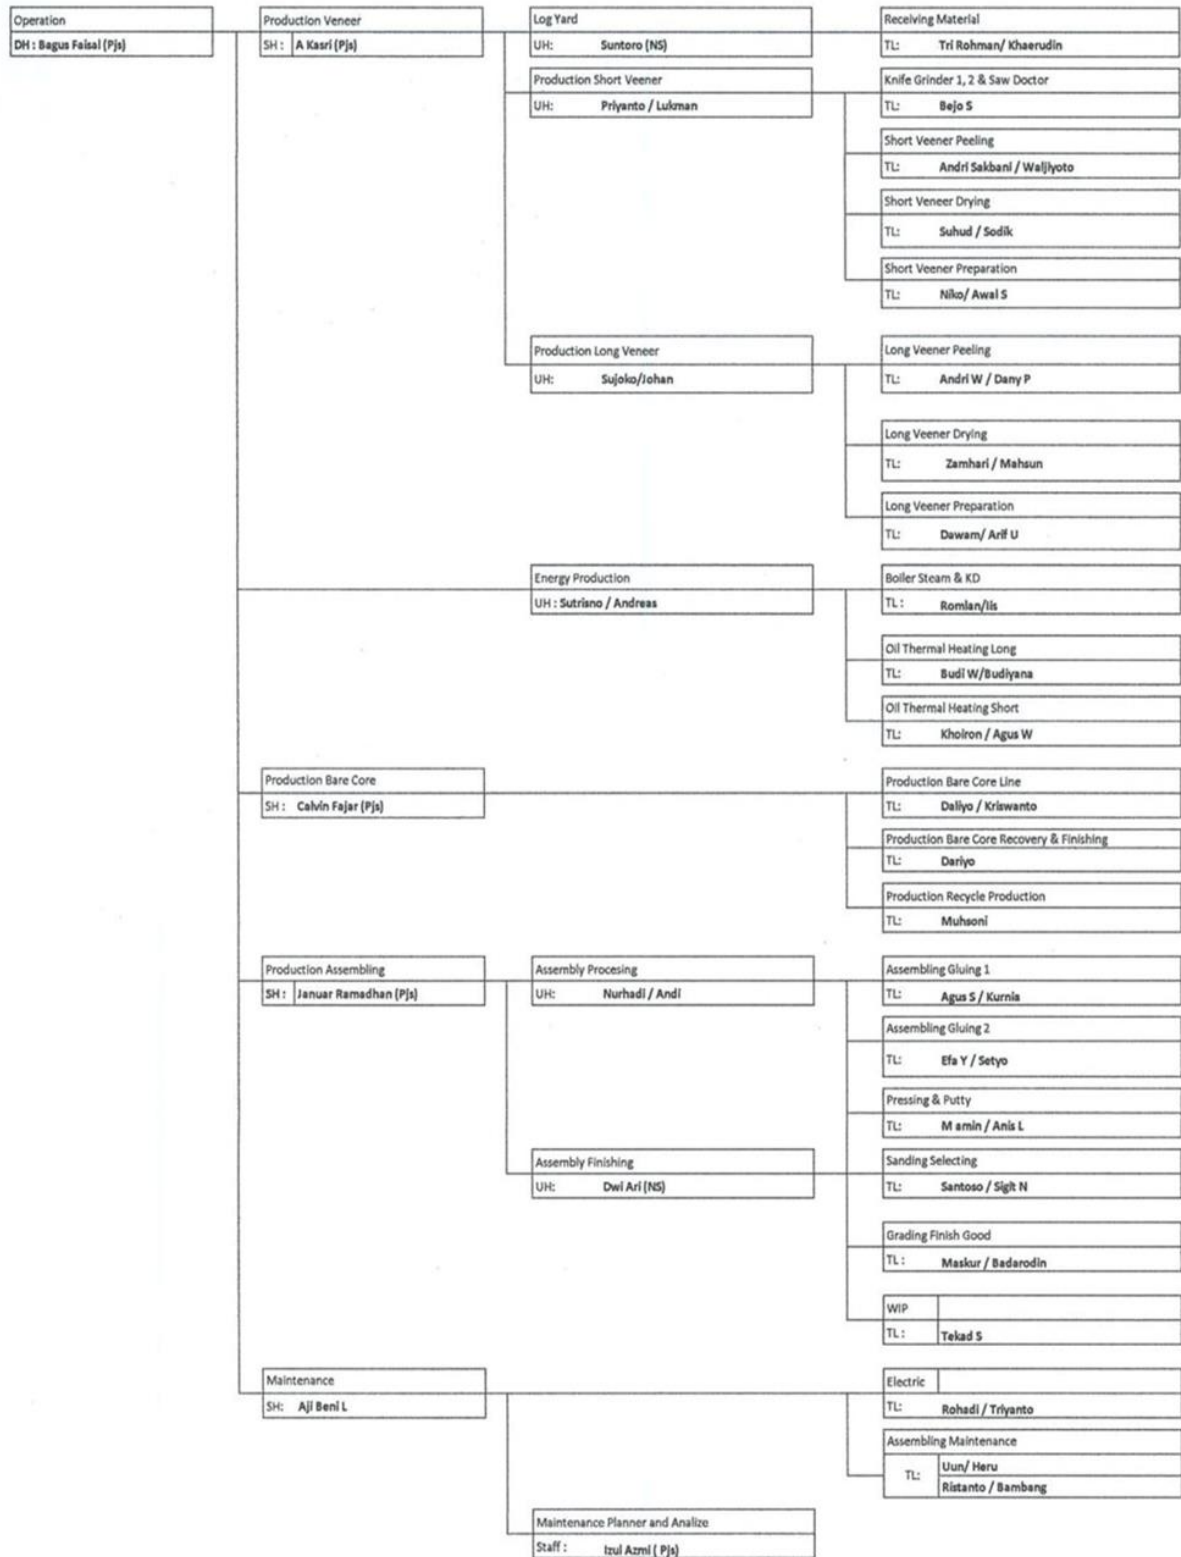 Operation
DH : Bagus Faisal (Pjs)
Production Veneer
SH : A Kasri (Pjs)
Log Yard
UH: Suntoro (NS)
Receiving Material
TL: Tri Rohman/ Khaerudin
Production Short Veener
UH: Priyanto / Lukman
Knife Grinder 1, 2 & Saw Doctor
TL: Bejo S
Short Veener Peeling
TL: Andri Sakbani / Waljiyoto
Short Veneer Drying
TL: Suhud / Sodik
Short Veener Preparation
TL: Niko/ Awal S
Production Long Veneer
UH: Sujoko/Johan
Long Veener Peeling
TL: Andri W / Dany P
Long Veener Drying
TL: Zamhari / Mahsun
Long Veener Preparation
TL: Dawam/ Arif U
Energy Production
UH : Sutrisno / Andreas
Boiler Steam & KD
TL : Romlan/Iis
Oil Thermal Heating Long
TL: Budi W/Budiyana
Oil Thermal Heating Short
TL: Khoiron / Agus W
Production Bare Core
SH : Calvin Fajar (Pjs)
Production Bare Core Line
TL: Daliyo / Kriswanto
Production Bare Core Recovery & Finishing
TL: Dariyo
Production Recycle Production
TL: Muhsoni
Production Assembling
SH : Januar Ramadhan (Pjs)
Assembly Procesing
UH: Nurhadi / Andi
Assembling Gluing 1
TL: Agus S / Kurnia
Assembling Gluing 2
TL: Efa Y / Setyo
Pressing & Putty
TL: M amin / Anis L
Assembly Finishing
UH: Dwi Ari (NS)
Sanding Selecting
TL: Santoso / Sigit N
Grading Finish Good
TL : Maskur / Badarodin
WIP
TL : Tekad S
Maintenance
SH: Aji Beni L
Electric
TL: Rohadi / Triyanto
Assembling Maintenance
TL: Uun/ Heru
Ristanto / Bambang
Maintenance Planner and Analize
Staff : Izul Azmi ( Pjs)